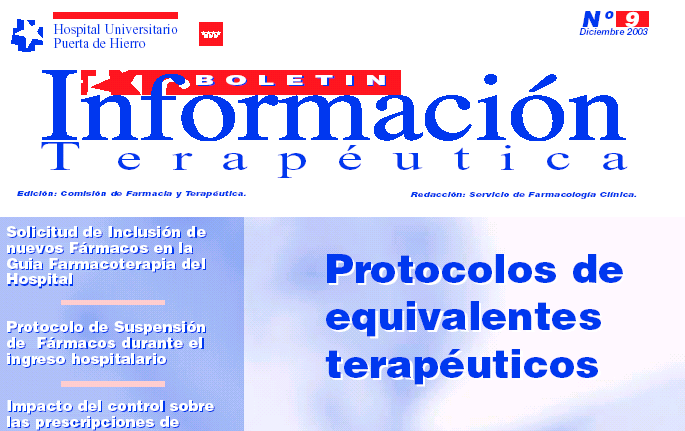 Hospital Universitario
Puerta de Hierro
Nº 9
Diciembre 2003
BOLETIN
Información
Terapéutica
Edición: Comisión de Farmacia y Terapéutica.
Redacción: Servicio de Farmacología Clínica.
Solicitud de Inclusión de
nuevos Fármacos en la
Guia Farmacoterapia del
Hospital
Protocolo de Suspensión
de Fármacos durante el
ingreso hospitalario
Impacto del control sobre
las prescripciones de
Protocolos de
equivalentes
terapéuticos